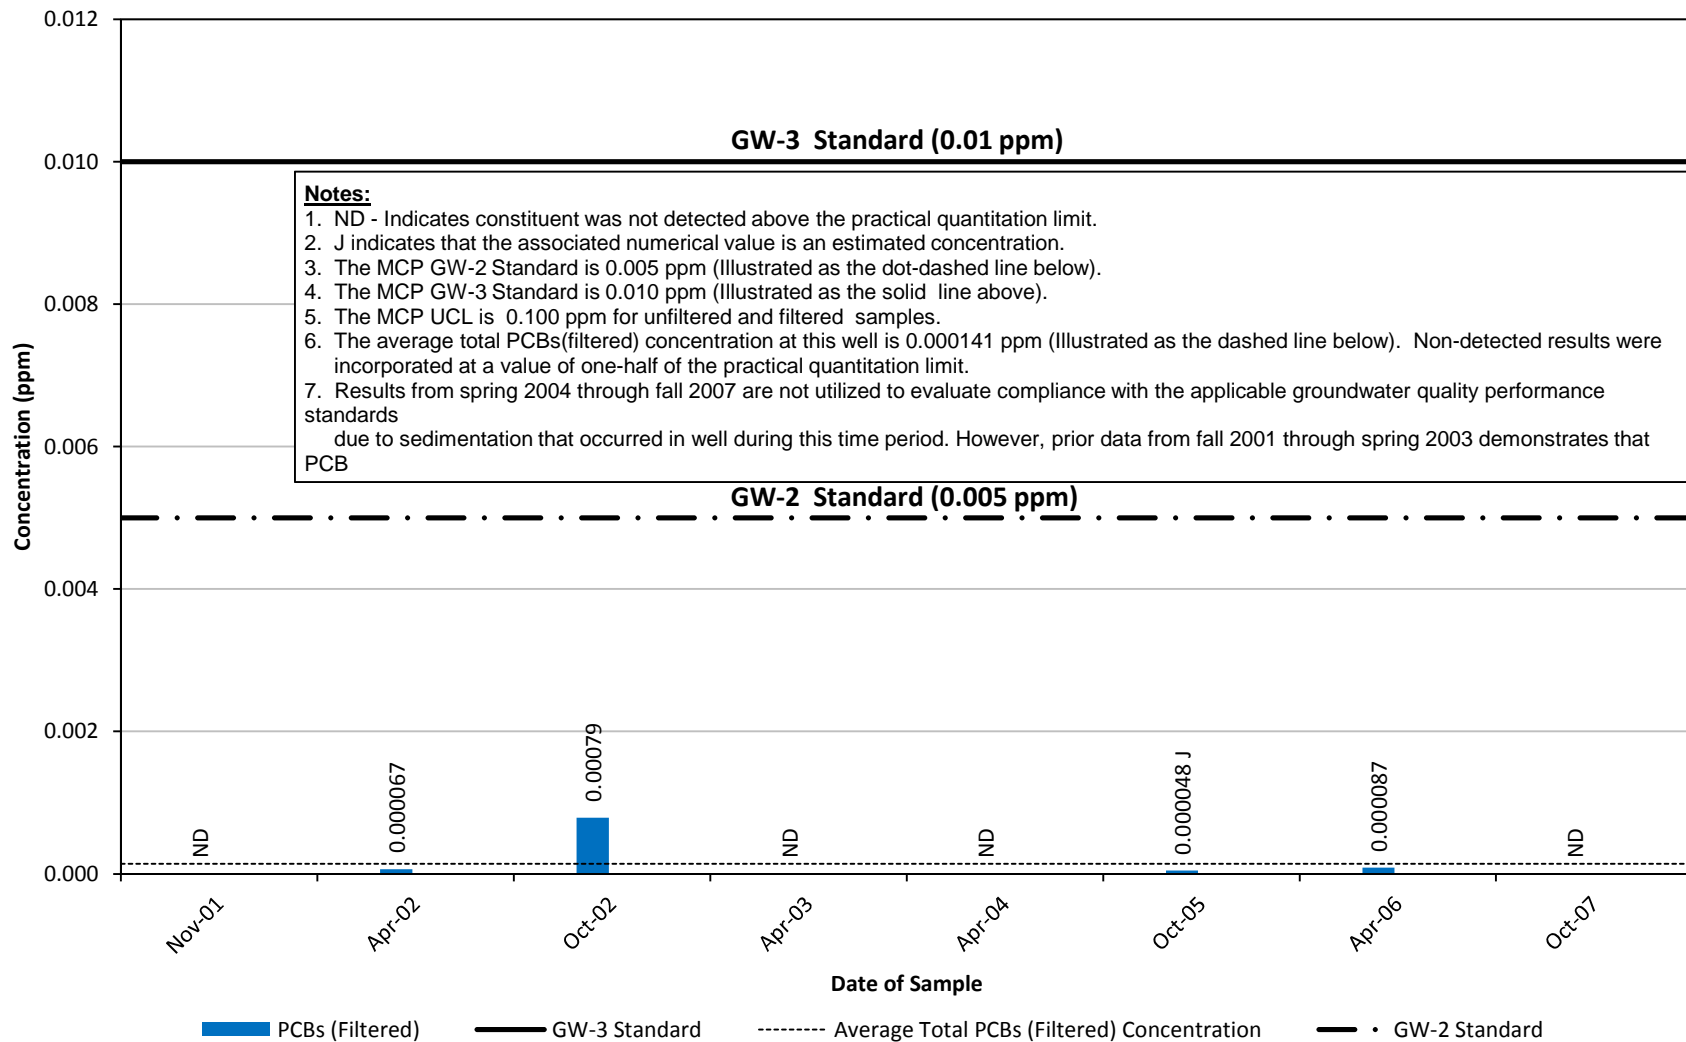 0.012
GW-3 Standard (0.01 ppm)
0.010
Notes:
1. ND - Indicates constituent was not detected above the practical quantitation limit.
2. J indicates that the associated numerical value is an estimated concentration.
3. The MCP GW-2 Standard is 0.005 ppm (Illustrated as the dot-dashed line below).
4. The MCP GW-3 Standard is 0.010 ppm (Illustrated as the solid line above).
5. The MCP UCL is 0.100 ppm for unfiltered and filtered samples.
6. The average total PCBs(filtered) concentration at this well is 0.000141 ppm (Illustrated as the dashed line below). Non-detected results were
incorporated at a value of one-half of the practical quantitation limit.
7. Results from spring 2004 through fall 2007 are not utilized to evaluate compliance with the applicable groundwater quality performance
standards
due to sedimentation that occurred in well during this time period. However, prior data from fall 2001 through spring 2003 demonstrates that
PCB
0.008
0.006
GW-2 Standard (0.005 ppm)
0.004
0.002
0.000
Concentration (ppm)
ND
0.000067
0.00079
ND
ND
0.000048 J
0.000087
ND
Nov-01
Apr-02
Oct-02
Apr-03
Apr-04
Oct-05
Apr-06
Oct-07
Date of Sample
PCBs (Filtered)
GW-3 Standard
Average Total PCBs (Filtered) Concentration
GW-2 Standard